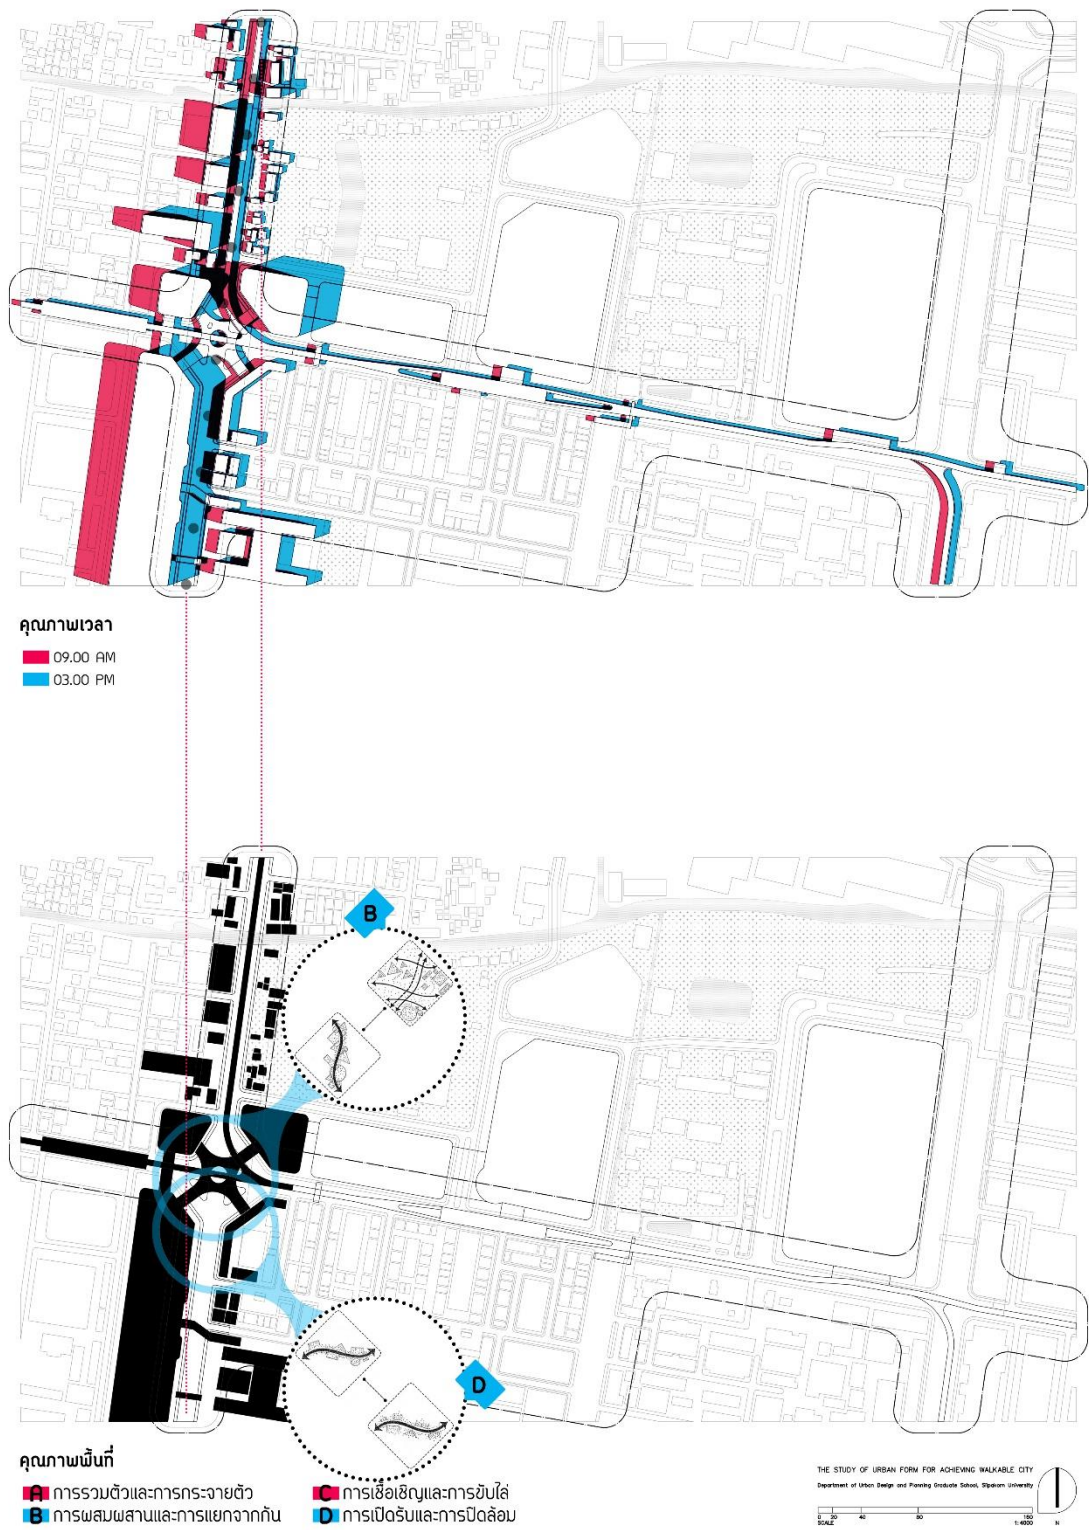 คุณภาพเวลา
09.00 AM
03.00 PM
B
D
คุณภาพพื้นที่
A การรวมตัวและการกระจายตัว
B การผสมผสานและการแยกจากกัน
C การเชื้อเชิญและการขับไล่
D การเปิดรับและการปิดล้อม
THE STUDY OF URBAN FORM FOR ACHIEVING WALKABLE CITY
Department of Urban Design and Planning Graduate School, Silpakorn University
0 20 40 80 160
SCALE 1:4000 N